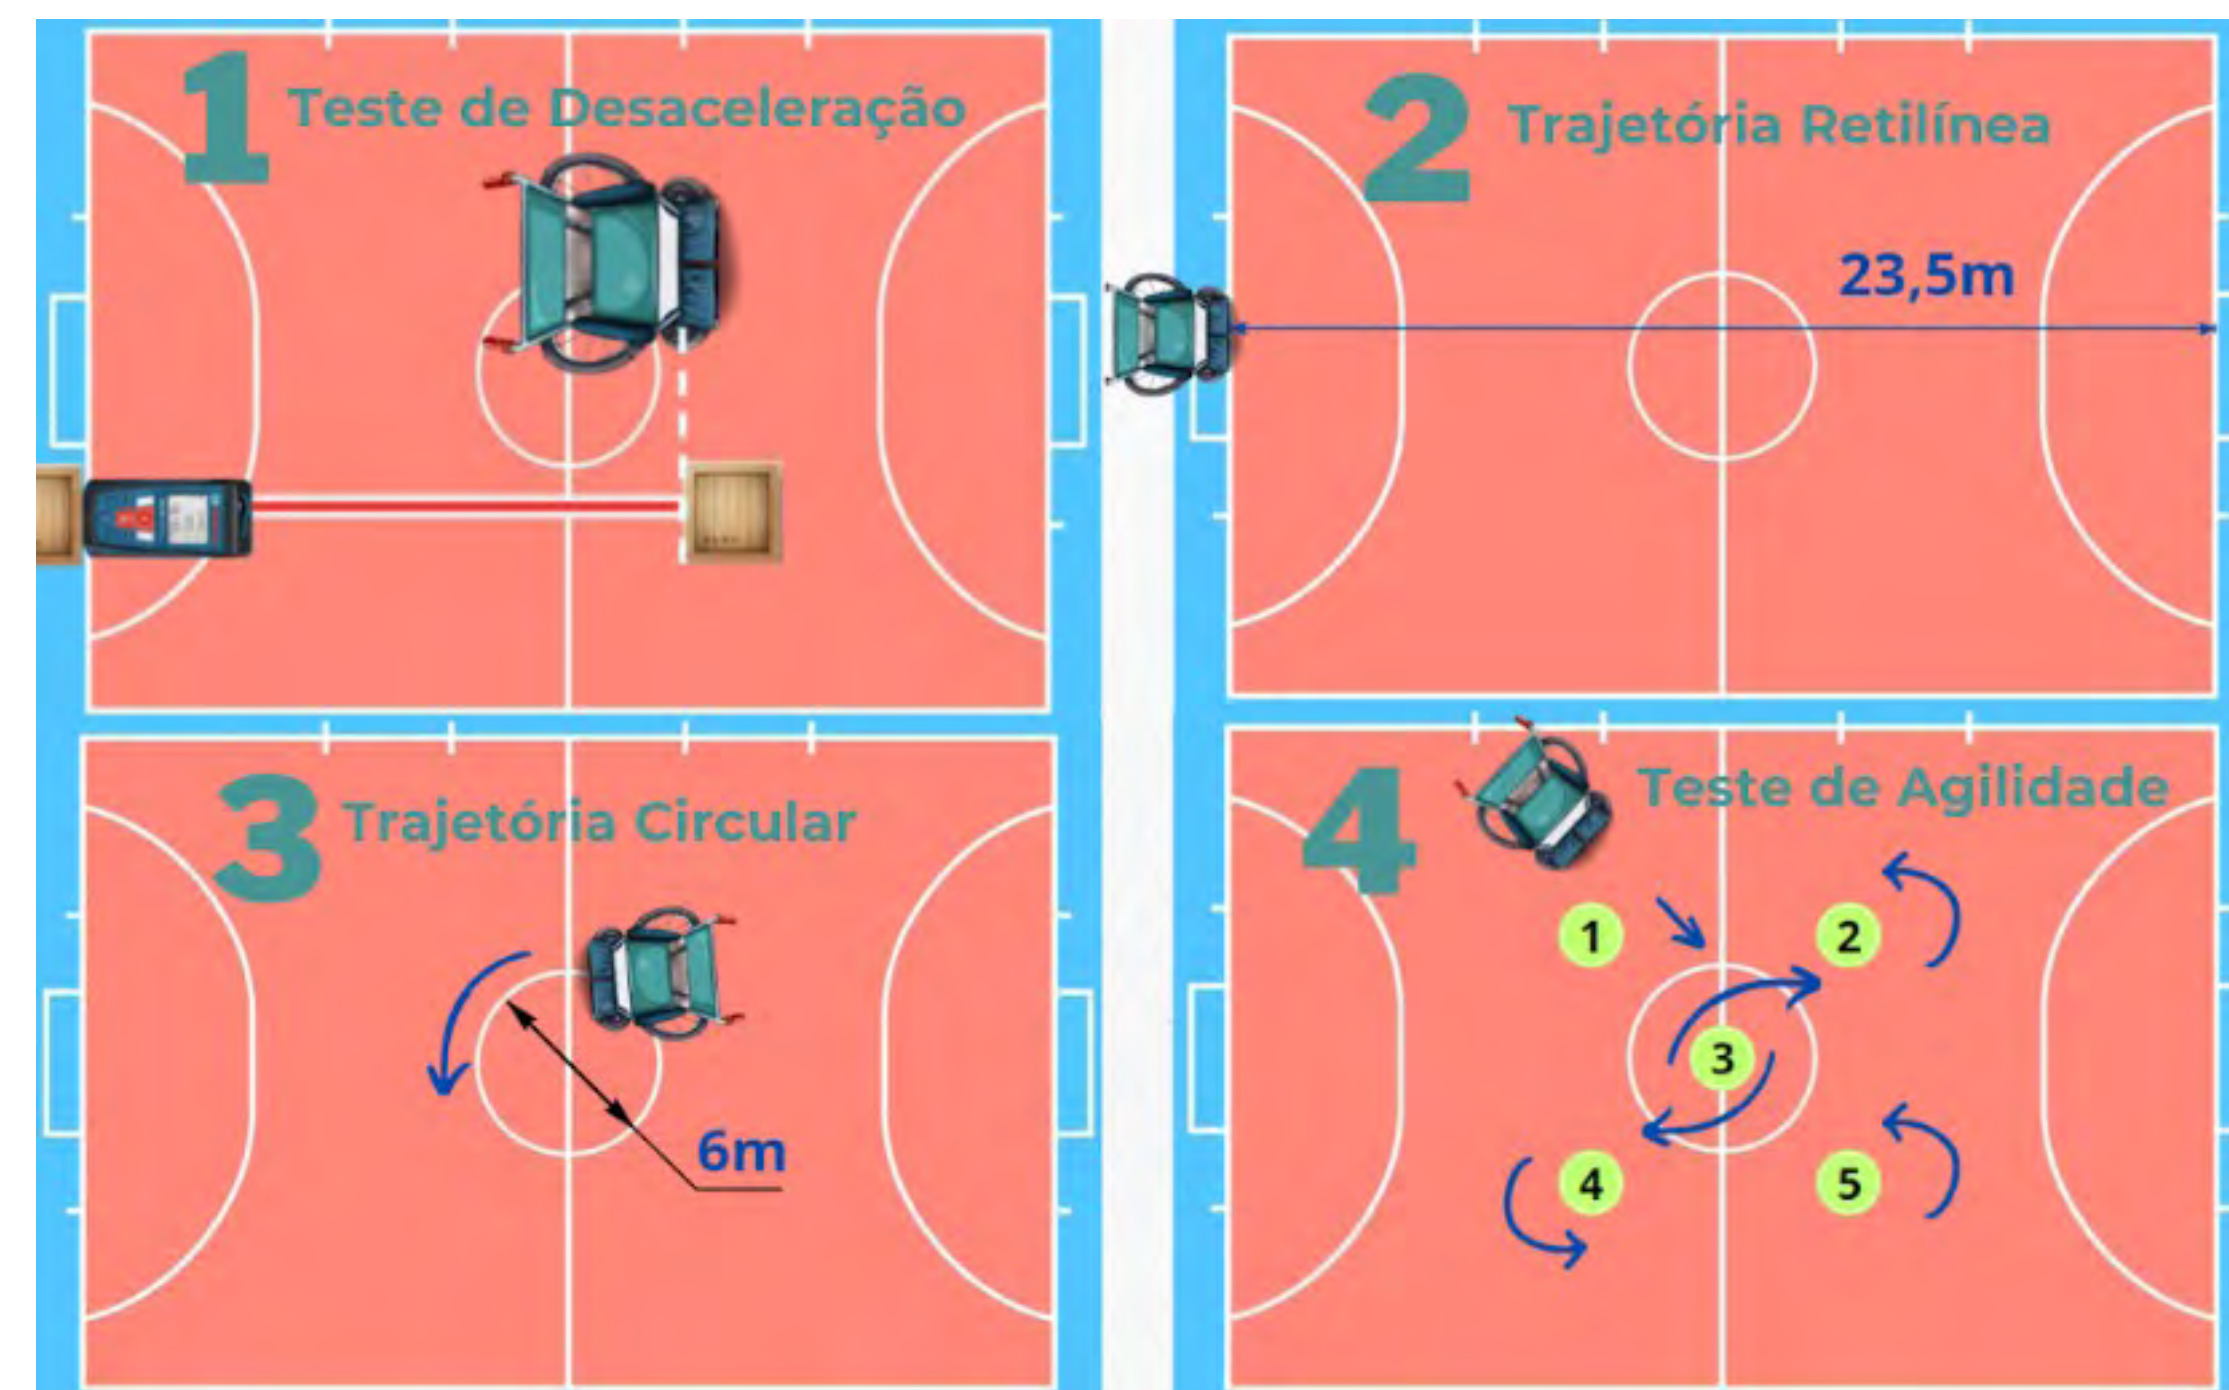 1 Teste de Desaceleração
2 Trajetória Retilínea
23,5m
3 Trajetória Circular
6m
4 Teste de Agilidade
1
2
3
4
5